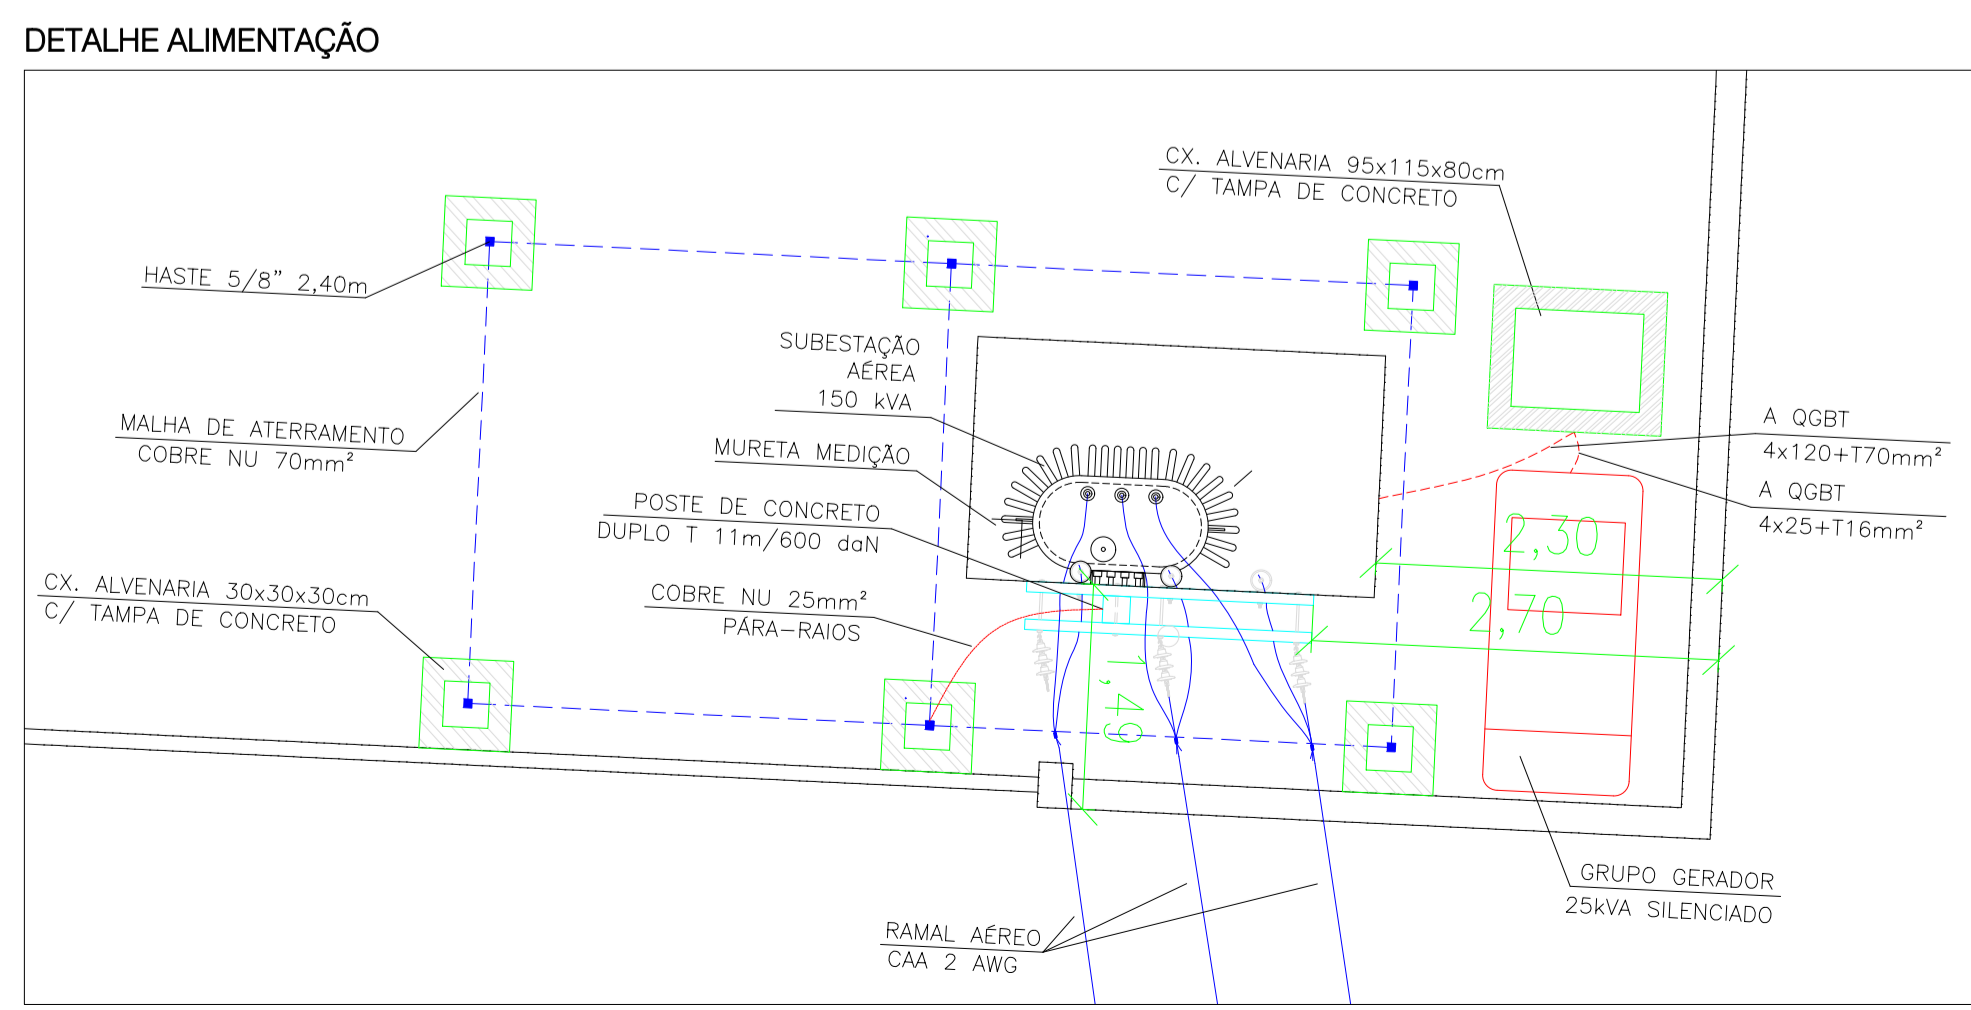 DETALHE ALIMENTAÇÃO
CX. ALVENARIA 95x115x80cm
C/ TAMPA DE CONCRETO
HASTE 5/8” 2,40m
SUBESTAÇÃO
AÉREA
150 kVA
MALHA DE ATERRAMENTO
COBRE NU 70mm²
MURETA MEDIÇÃO
A QGBT
4x120+T70mm²
A QGBT
4x25+T16mm²
POSTE DE CONCRETO
DUPLO T 11m/600 daN
2,30
CX. ALVENARIA 30x30x30cm
C/ TAMPA DE CONCRETO
COBRE NU 25mm²
PÁRA-RAIOS
2,70
1,49
GRUPO GERADOR
25kVA SILENCIADO
RAMAL AÉREO
CAA 2 AWG